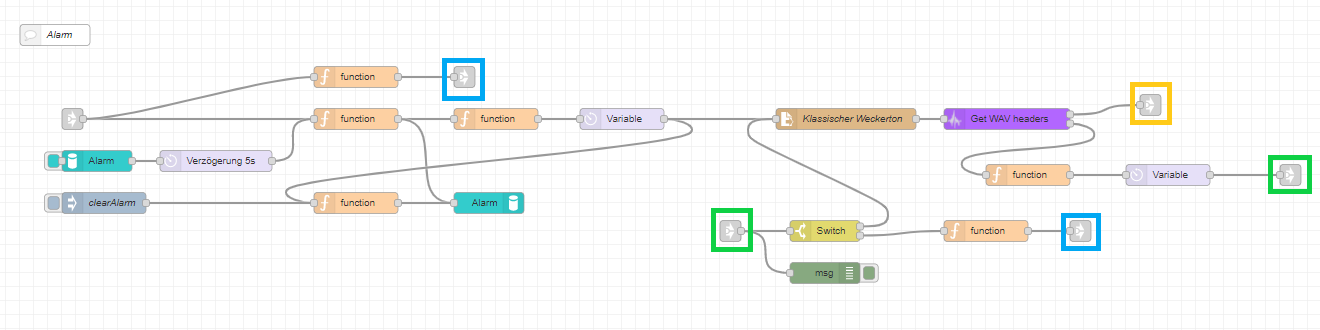 Alarm
function
function
function
Variable
Klassischer Weckerton
Get WAV headers
Alarm
Verzögerung 5s
function
Variable
clearAlarm
function
Alarm
Switch
function
msg